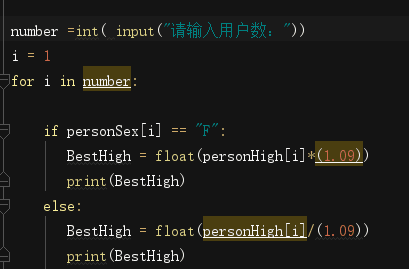 number =int( input("请输入用户数: "))
i = 1
for i in number:
if personSex[i] == "F":
BestHigh = float(personHigh[i]*(1.09))
print(BestHigh)
else:
BestHigh = float(personHigh[i]/(1.09))
print(BestHigh)